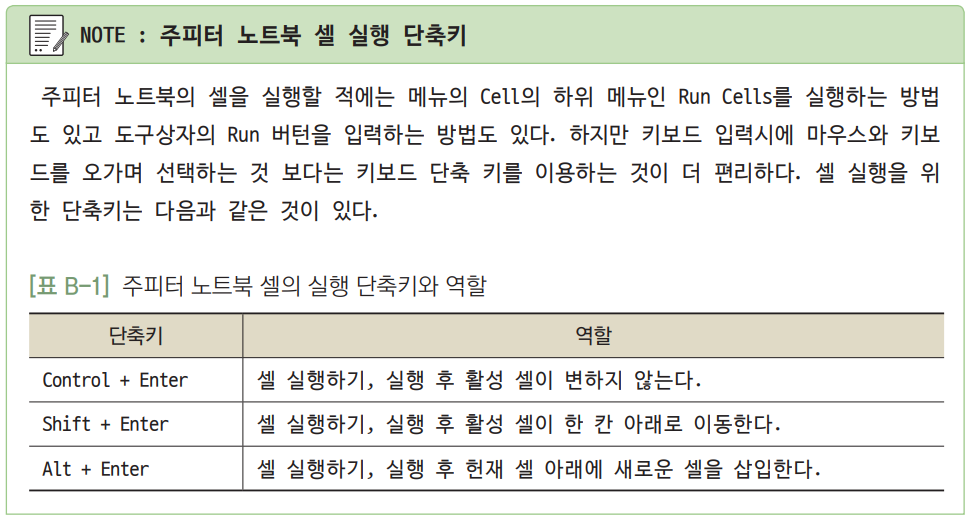 NOTE : 주피터 노트북 셀 실행 단축키
주피터 노트북의 셀을 실행할 적에는 메뉴의 Cell의 하위 메뉴인 Run Cells를 실행하는 방법
도 있고 도구상자의 Run 버턴을 입력하는 방법도 있다. 하지만 키보드 입력시에 마우스와 키보
드를 오가며 선택하는 것 보다는 키보드 단축 키를 이용하는 것이 더 편리하다. 셀 실행을 위
한 단축키는 다음과 같은 것이 있다.
[표 B-1] 주피터 노트북 셀의 실행 단축키와 역할
단축키 역할
Control + Enter 셀 실행하기, 실행 후 활성 셀이 변하지 않는다.
Shift + Enter 셀 실행하기, 실행 후 활성 셀이 한 칸 아래로 이동한다.
Alt + Enter 셀 실행하기, 실행 후 헌재 셀 아래에 새로운 셀을 삽입한다.